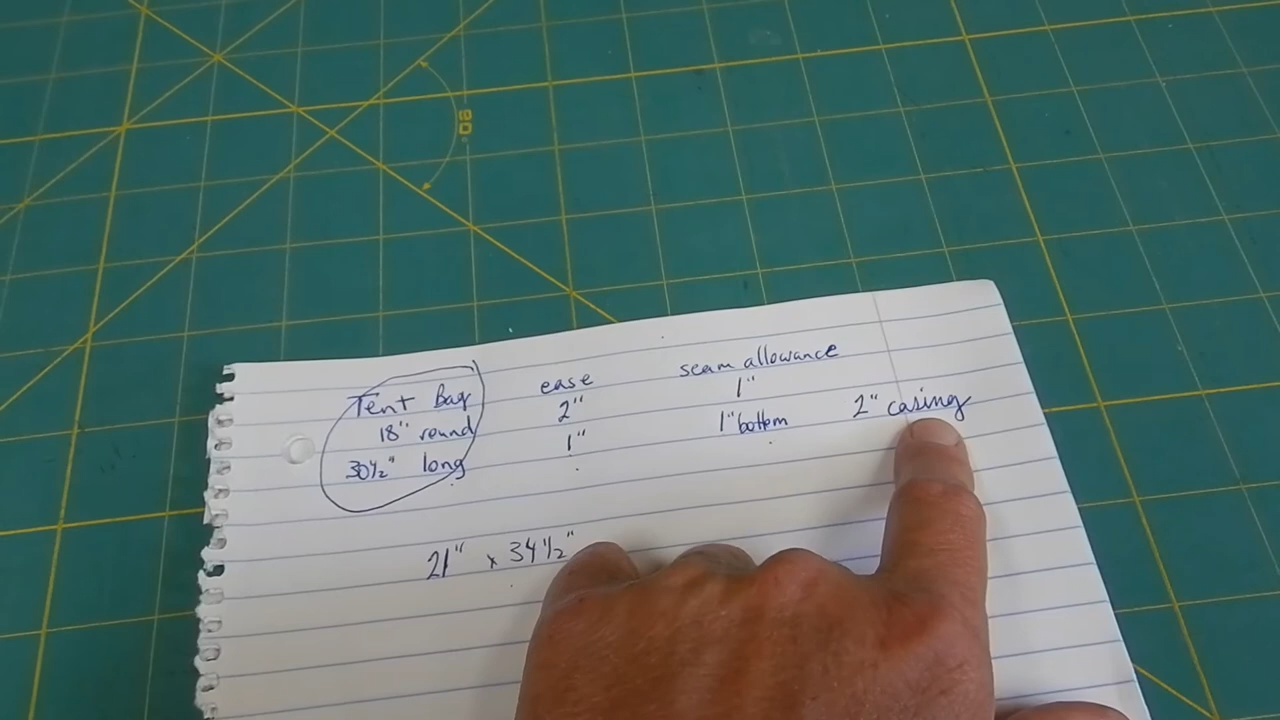 Tent Bag ease seam allowance
18" round 2" 1"
30½" long 1" 1" bottom 2" casing
21" x 34½"
60°